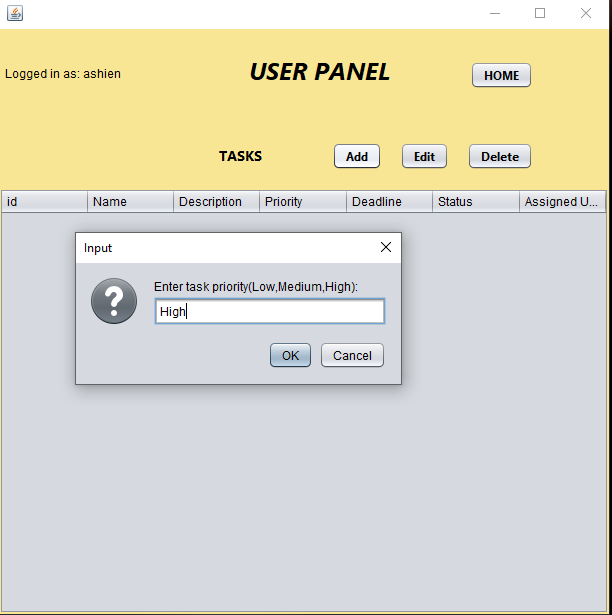 Logged in as: ashien
USER PANEL
HOME
TASKS
Add
Edit
Delete
id
Name
Description
Priority
Deadline
Status
Assigned U...
Input
?
Enter task priority(Low,Medium,High):
High
OK
Cancel